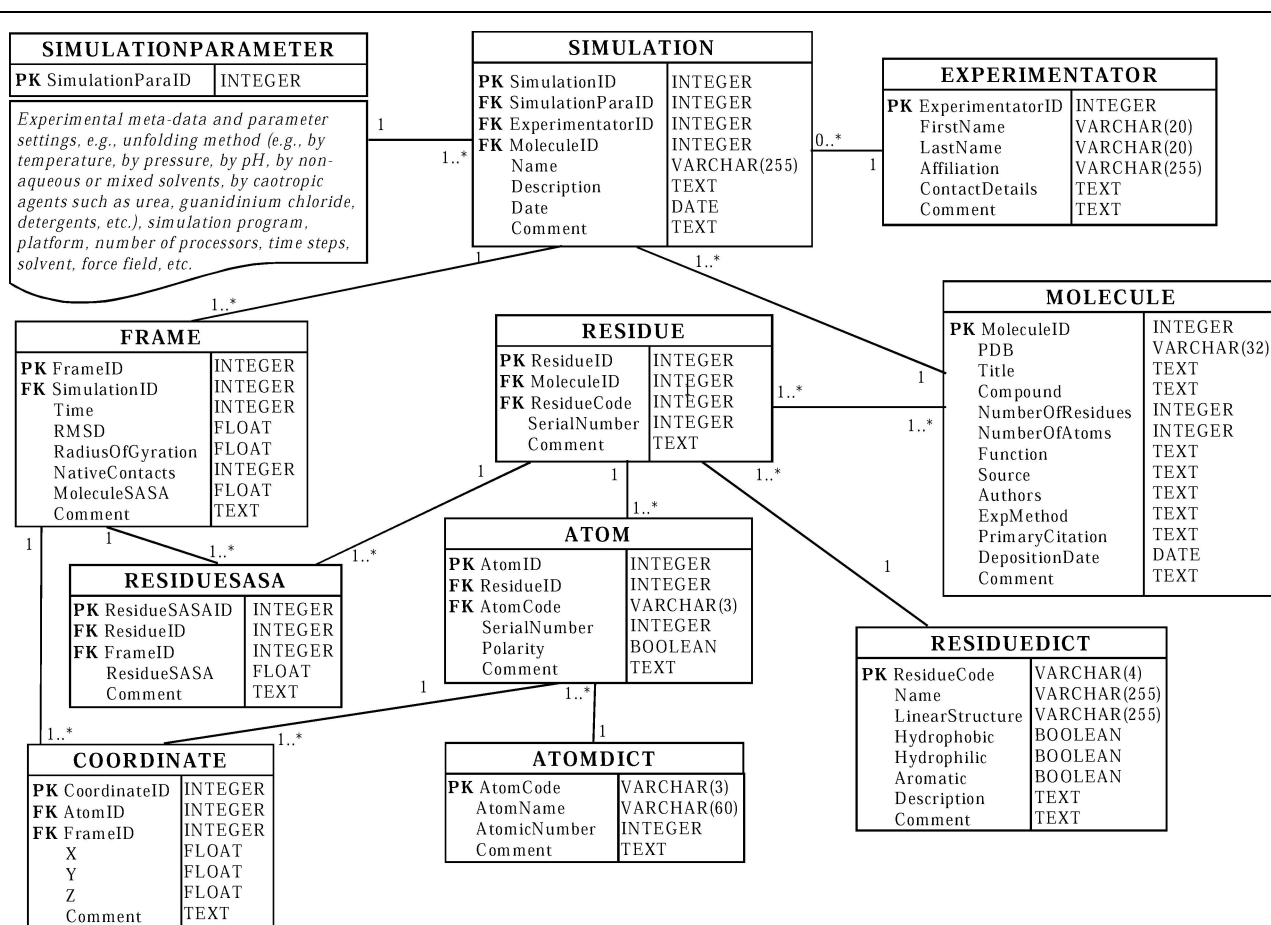 SIMULATIONPARAMETER
PK SimulationParaID INTEGER
Experimental meta-data and parameter
settings, e.g., unfolding method (e.g., by
temperature, by pressure, by pH, by non-
aqueous or mixed solvents, by caotropic
agents such as urea, guanidinium chloride,
detergents, etc.), simulation program,
platform, number of processors, time steps,
solvent, force field, etc.
1
1..*
SIMULATION
PK SimulationID INTEGER
FK SimulationParaID INTEGER
FK ExperimentatorID INTEGER
FK MoleculeID INTEGER
Name VARCHAR(255)
Description TEXT
Date DATE
Comment TEXT
0..*
1
EXPERIMENTATOR
PK ExperimentatorID INTEGER
FirstName VARCHAR(20)
LastName VARCHAR(20)
Affiliation VARCHAR(255)
ContactDetails TEXT
Comment TEXT
1
1..*
1..*
1
FRAME
PK FrameID INTEGER
FK SimulationID INTEGER
Time INTEGER
RMSD FLOAT
RadiusOfGyration FLOAT
NativeContacts INTEGER
MoleculeSASA FLOAT
Comment TEXT
RESIDUE
PK ResidueID INTEGER
FK MoleculeID INTEGER
1
FK ResidueCode INTEGER
SerialNumber INTEGER
Comment TEXT
1..*
1..*
MOLECULE
PK MoleculeID INTEGER
PDB VARCHAR(32)
Title TEXT
Compound TEXT
NumberOfResidues INTEGER
NumberOfAtoms INTEGER
Function TEXT
Source TEXT
Authors TEXT
ExpMethod TEXT
PrimaryCitation TEXT
DepositionDate DATE
Comment TEXT
1
1
1..*
1
1..*
1
1..*
1..*
1
RESIDUESASA
PK ResidueSASAID INTEGER
FK ResidueID INTEGER
FK FrameID INTEGER
ResidueSASA FLOAT
Comment TEXT
ATOM
PK AtomID INTEGER
FK ResidueID INTEGER
FK AtomCode VARCHAR(3)
SerialNumber INTEGER
Polarity BOOLEAN
Comment TEXT
RESIDUEDICT
PK ResidueCode VARCHAR(4)
Name VARCHAR(255)
LinearStructure VARCHAR(255)
Hydrophobic BOOLEAN
Hydrophilic BOOLEAN
Aromatic BOOLEAN
Description TEXT
Comment TEXT
1
1..*
1..*
1..*
1
COORDINATE
PK CoordinateID INTEGER
FK AtomID INTEGER
FK FrameID INTEGER
X FLOAT
Y FLOAT
Z FLOAT
Comment TEXT
ATOMDICT
PK AtomCode VARCHAR(3)
AtomName VARCHAR(60)
AtomicNumber INTEGER
Comment TEXT